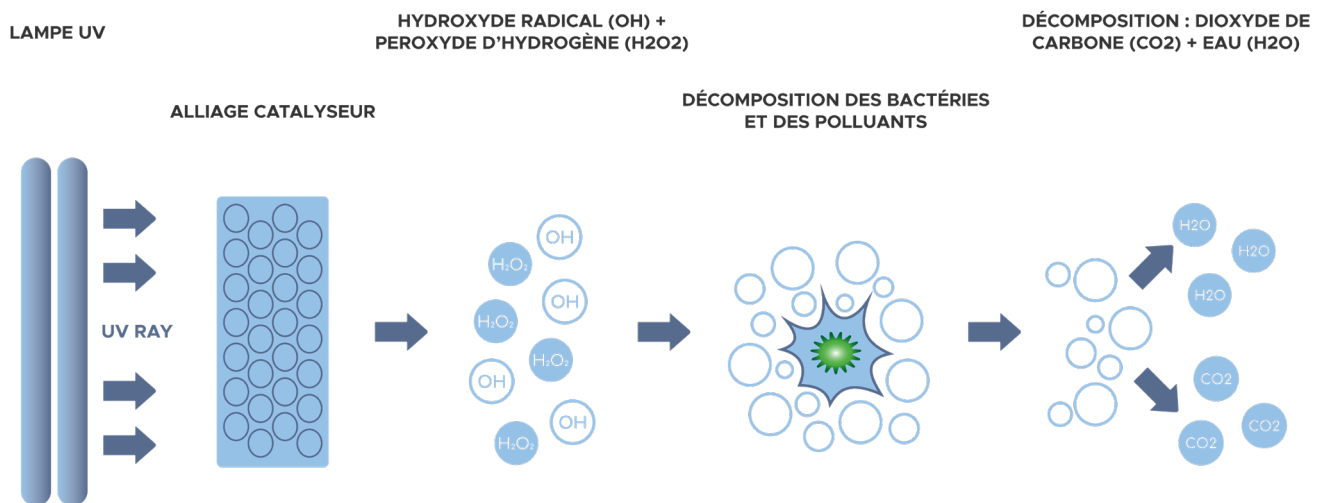 LAMPE UV
HYDROXYDE RADICAL (OH) +
PEROXYDE D’HYDROGÈNE (H2O2)
DÉCOMPOSITION : DIOXYDE DE
CARBONE (CO2) + EAU (H2O)
ALLIAGE CATALYSEUR
DÉCOMPOSITION DES BACTÉRIES
ET DES POLLUANTS
UV RAY
OH
H₂O₂
OH
H₂O₂
H₂O₂
OH
OH
H₂O₂
H2O
H2O
H2O
CO2
CO2
CO2